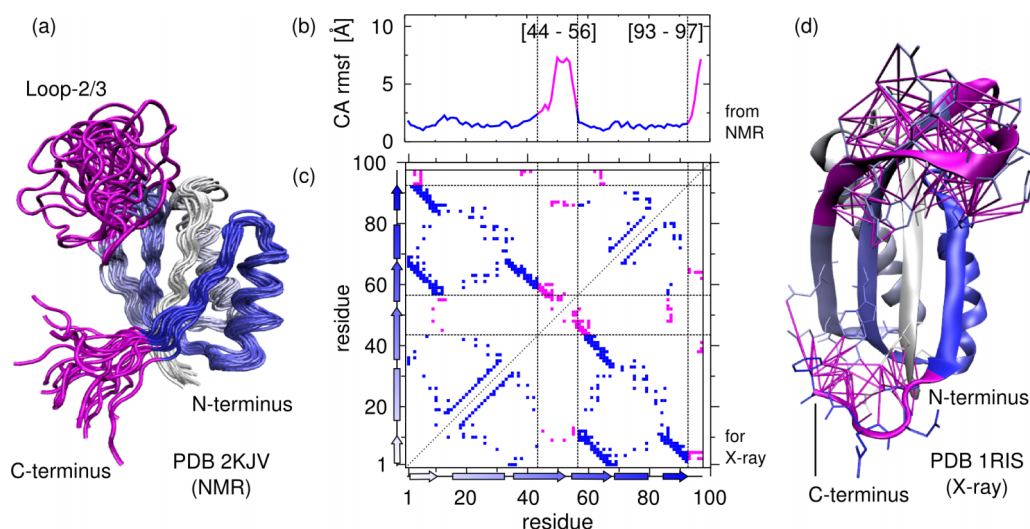 (a)
Loop-2/3
N-terminus
C-terminus
PDB 2KJV
(NMR)
(b)
CA rmsf [Å]
10
5
0
[44 - 56]
[93 - 97]
from
NMR
(c)
residue
100
80
60
40
20
1
for
X-ray
1
20
40
60
80
100
residue
(d)
N-terminus
C-terminus
PDB 1RIS
(X-ray)